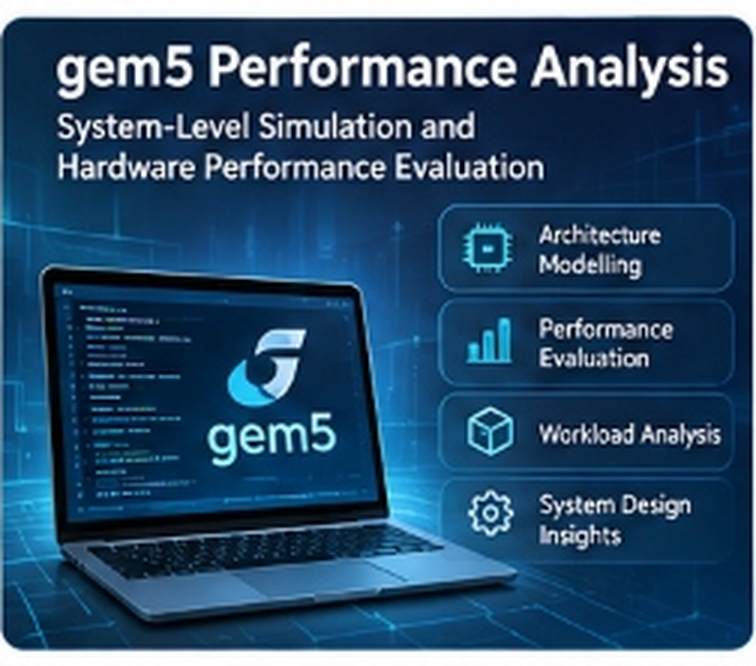 gem5 Performance Analysis
System-Level Simulation and
Hardware Performance Evaluation
Architecture
Modelling
Performance
Evaluation
Workload Analysis
System Design
Insights
gem5